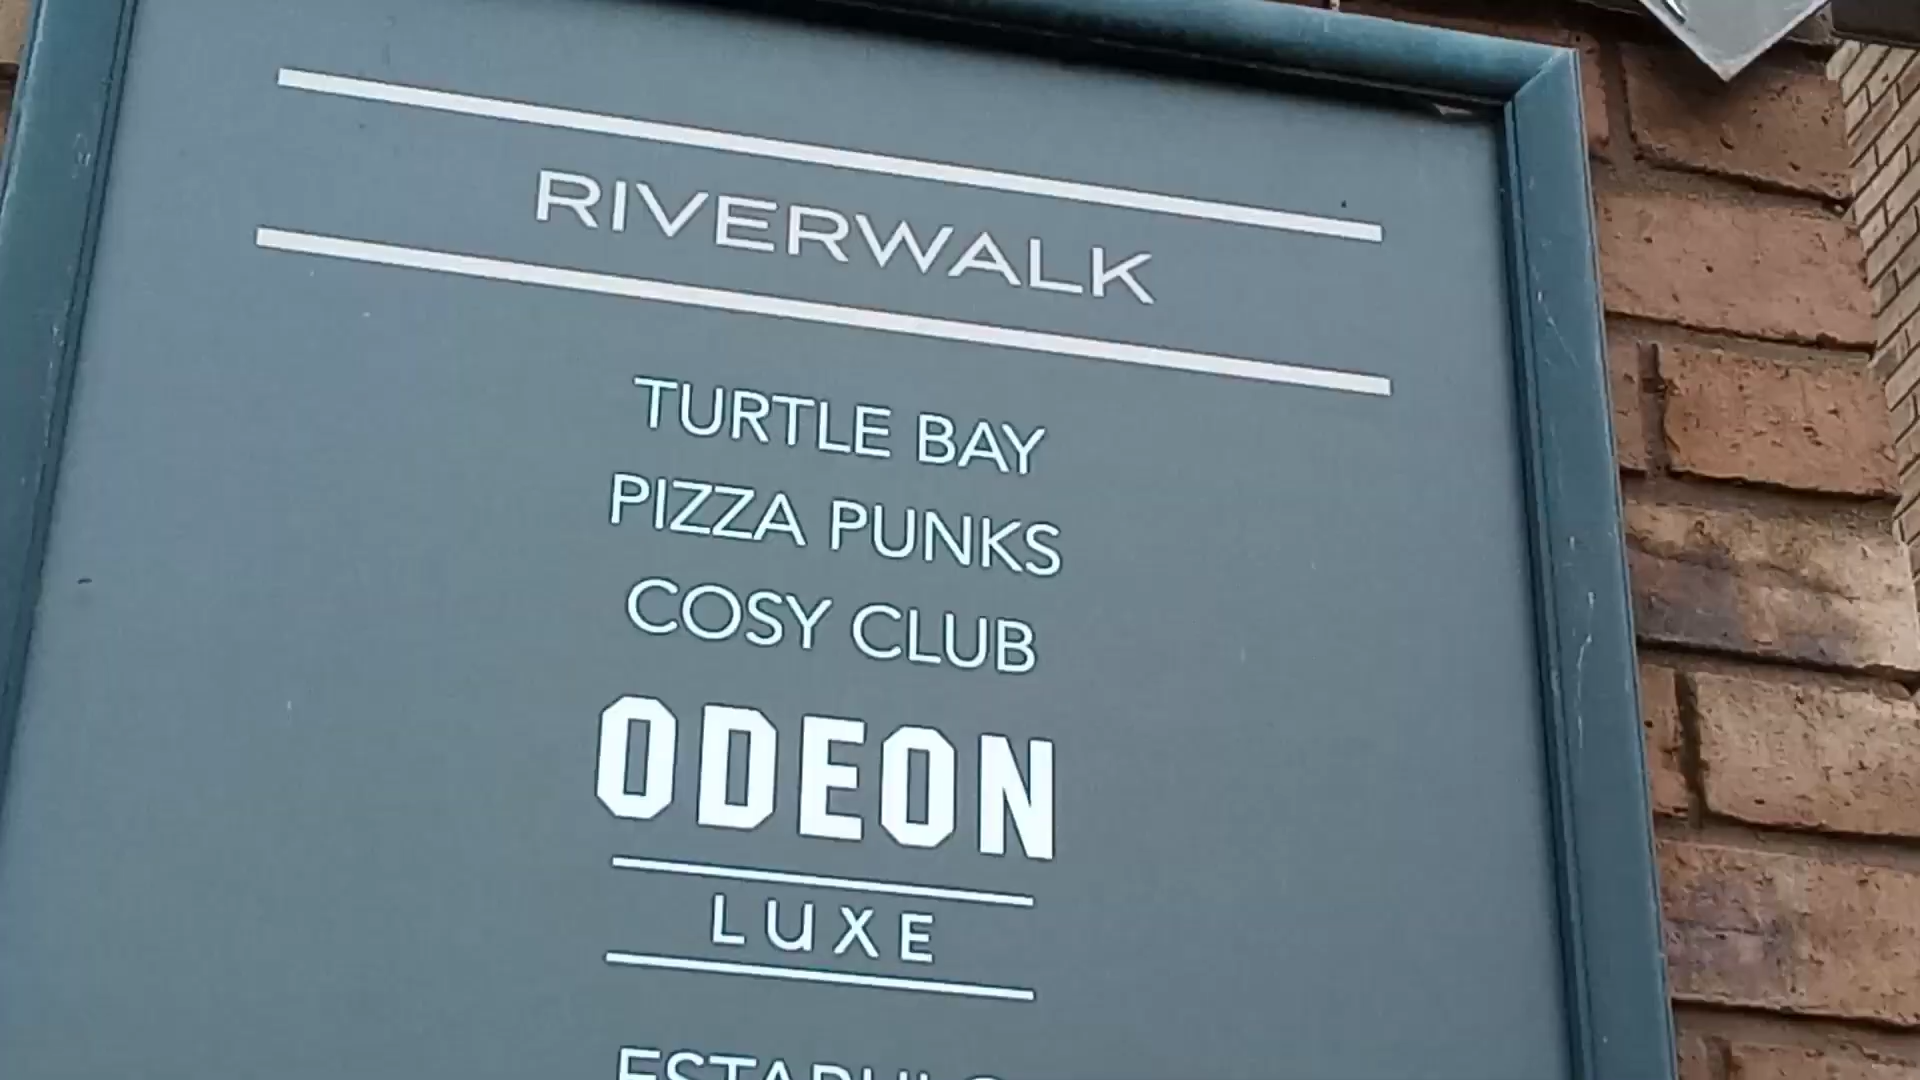 RIVERWALK
TURTLE BAY
PIZZA PUNKS
COSY CLUB
ODEON
LUXE